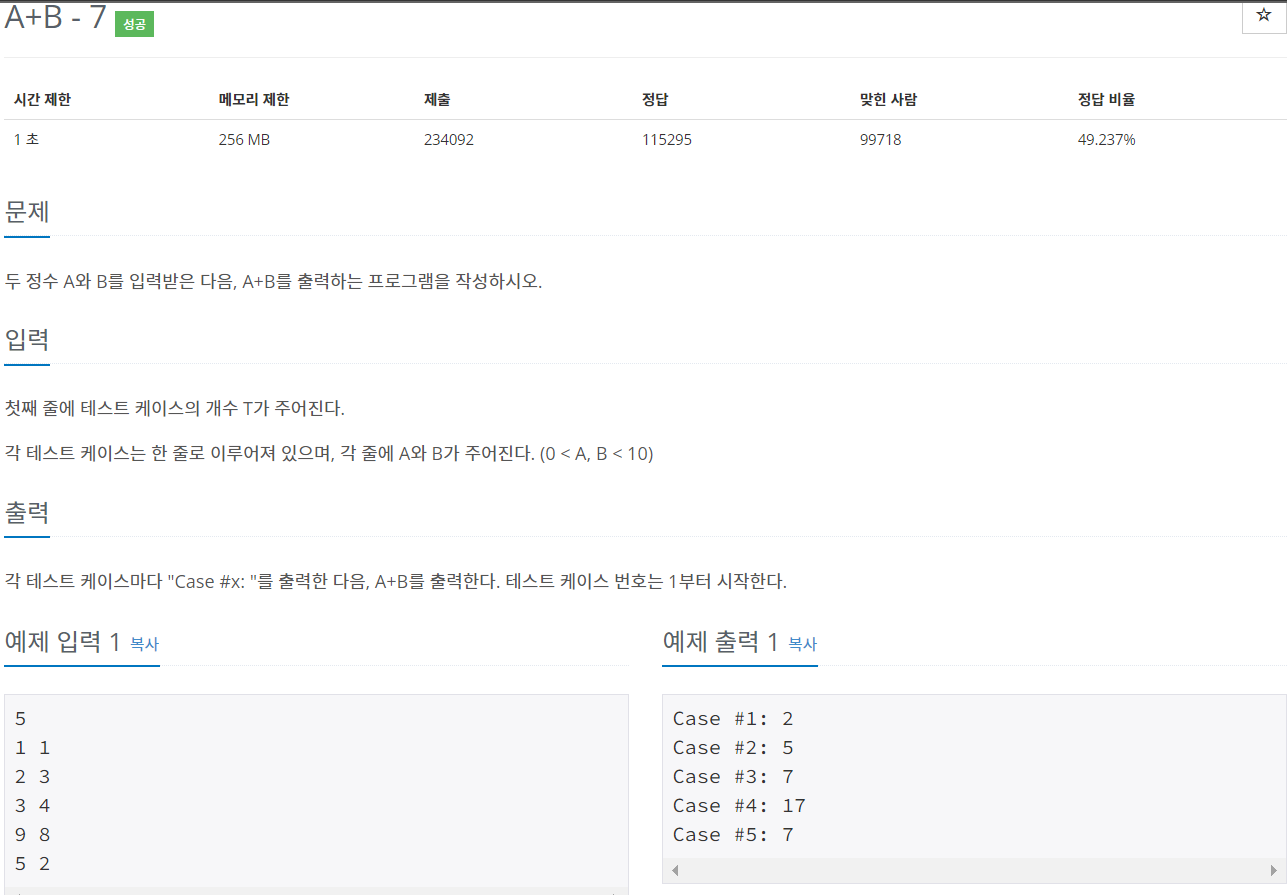 A+B - 7 성공
☆
시간 제한 메모리 제한 제출 정답 맞힌 사람 정답 비율
1 초 256 MB 234092 115295 99718 49.237%
문제
두 정수 A와 B를 입력받은 다음, A+B를 출력하는 프로그램을 작성하시오.
입력
첫째 줄에 테스트 케이스의 개수 T가 주어진다.
각 테스트 케이스는 한 줄로 이루어져 있으며, 각 줄에 A와 B가 주어진다. (0 < A, B < 10)
출력
각 테스트 케이스마다 "Case #x: "를 출력한 다음, A+B를 출력한다. 테스트 케이스 번호는 1부터 시작한다.
예제 입력 1 복사
5
1 1
2 3
3 4
9 8
5 2
예제 출력 1 복사
Case #1: 2
Case #2: 5
Case #3: 7
Case #4: 17
Case #5: 7